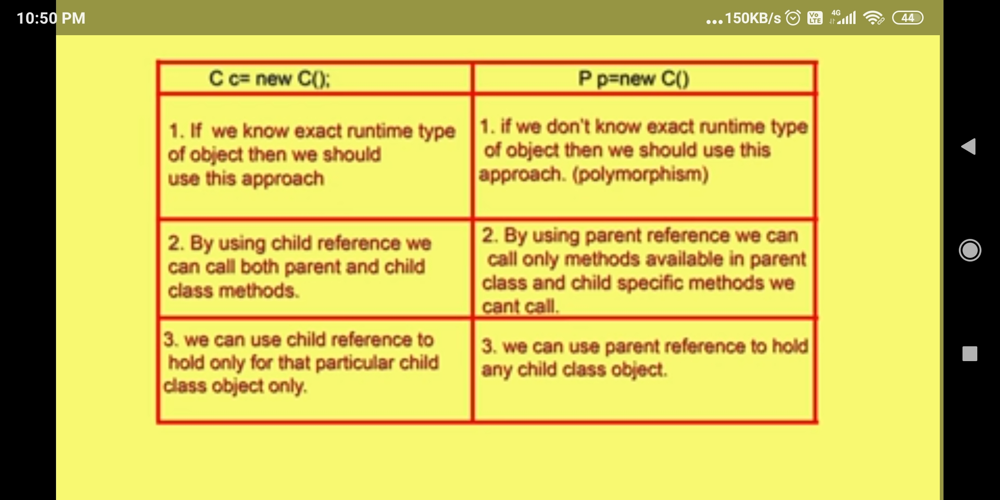 10:50 PM
...150KB/s Vo LTE 4G 44
C c= new C();
P p=new C()
1. If we know exact runtime type
of object then we should
use this approach
1. if we don't know exact runtime type
of object then we should use this
approach. (polymorphism)
2. By using child reference we
can call both parent and child
class methods.
2. By using parent reference we can
call only methods available in parent
class and child specific methods we
cant call.
3. we can use child reference to
hold only for that particular child
class object only.
3. we can use parent reference to hold
any child class object.